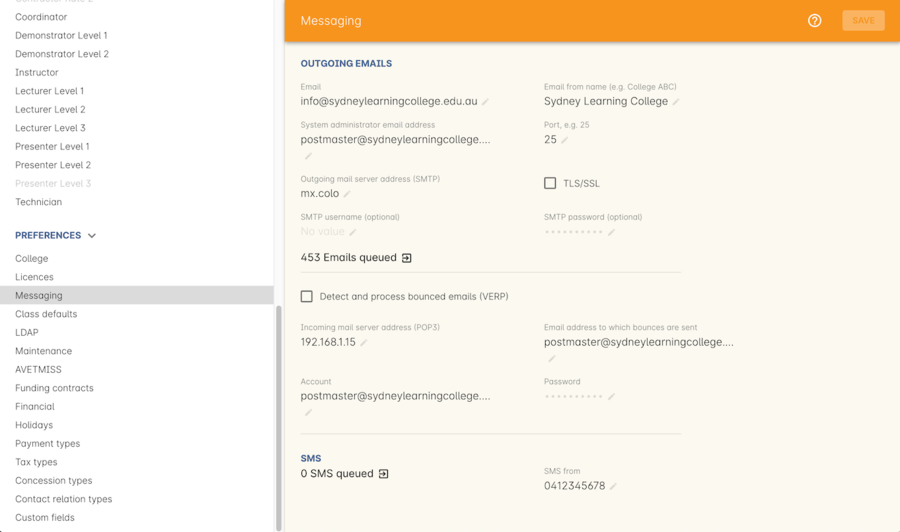 Contractor Rate 2
Coordinator
Demonstrator Level 1
Demonstrator Level 2
Instructor
Lecturer Level 1
Lecturer Level 2
Lecturer Level 3
Presenter Level 1
Presenter Level 2
Presenter Level 3
Technician
PREFERENCES
College
Licences
Messaging
Class defaults
LDAP
Maintenance
AVETMISS
Funding contracts
Financial
Holidays
Payment types
Tax types
Concession types
Contact relation types
Custom fields
Messaging
SAVE
OUTGOING EMAILS
Email
info@sydneylearningcollege.edu.au
Email from name (e.g. College ABC)
Sydney Learning College
System administrator email address
postmaster@sydneylearningcollege....
Port, e.g. 25
25
Outgoing mail server address (SMTP)
mx.colo
TLS/SSL
SMTP username (optional)
No value
SMTP password (optional)
••••••••••
453 Emails queued
Detect and process bounced emails (VERP)
Incoming mail server address (POP3)
192.168.1.15
Email address to which bounces are sent
postmaster@sydneylearningcollege....
Account
postmaster@sydneylearningcollege....
Password
••••••••••
SMS
0 SMS queued
SMS from
0412345678